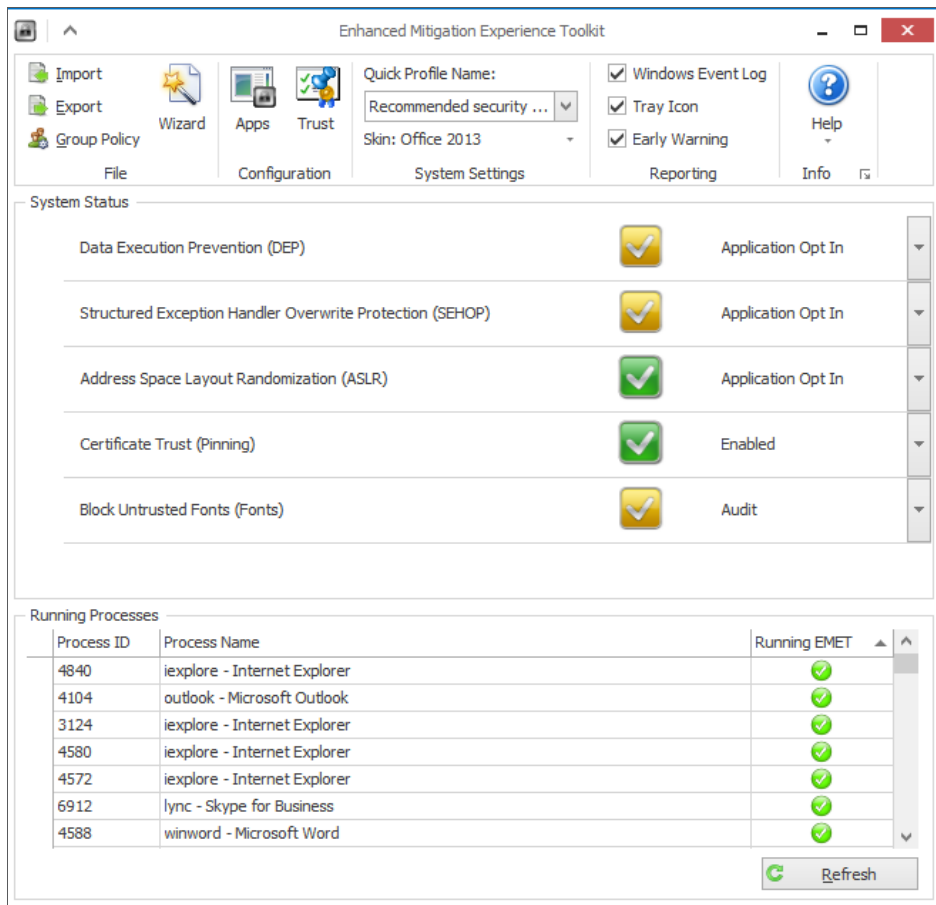 Enhanced Mitigation Experience Toolkit
Import
Export
Group Policy
Wizard
File
Apps
Trust
Configuration
Quick Profile Name:
Recommended security ...
Skin: Office 2013
System Settings
Windows Event Log
Tray Icon
Early Warning
Reporting
Help
Info
System Status
Data Execution Prevention (DEP) Application Opt In
Structured Exception Handler Overwrite Protection (SEHOP) Application Opt In
Address Space Layout Randomization (ASLR) Application Opt In
Certificate Trust (Pinning) Enabled
Block Untrusted Fonts (Fonts) Audit
Running Processes
Process ID Process Name Running EMET
4840 iexplore - Internet Explorer
4104 outlook - Microsoft Outlook
3124 iexplore - Internet Explorer
4580 iexplore - Internet Explorer
4572 iexplore - Internet Explorer
6912 lync - Skype for Business
4588 winword - Microsoft Word
Refresh